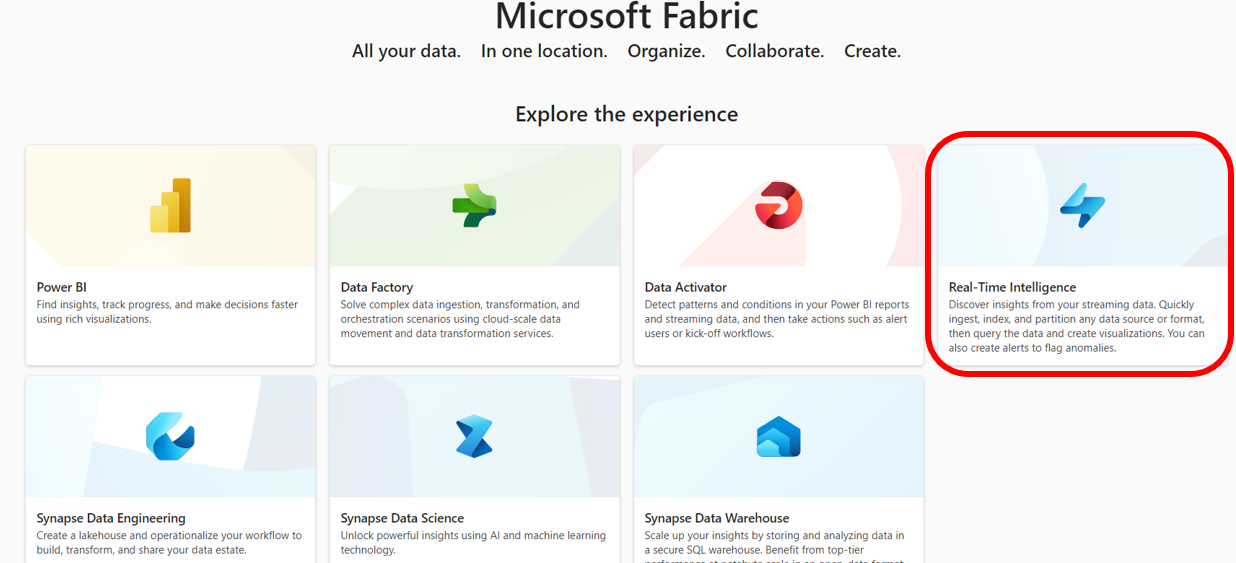 Microsoft Fabric
All your data. In one location. Organize. Collaborate. Create.
Explore the experience
Power BI
Find insights, track progress, and make decisions faster
using rich visualizations.
Data Factory
Solve complex data ingestion, transformation, and
orchestration scenarios using cloud-scale data
movement and data transformation services.
Data Activator
Detect patterns and conditions in your Power BI reports
and streaming data, and then take actions such as alert
users or kick-off workflows.
Real-Time Intelligence
Discover insights from your streaming data. Quickly
ingest, index, and partition any data source or format,
then query the data and create visualizations. You can
also create alerts to flag anomalies.
Synapse Data Engineering
Create a lakehouse and operationalize your workflow to
build, transform, and share your data estate.
Synapse Data Science
Unlock powerful insights using AI and machine learning
technology.
Synapse Data Warehouse
Scale up your insights by storing and analyzing data in
a secure SQL warehouse. Benefit from top-tier